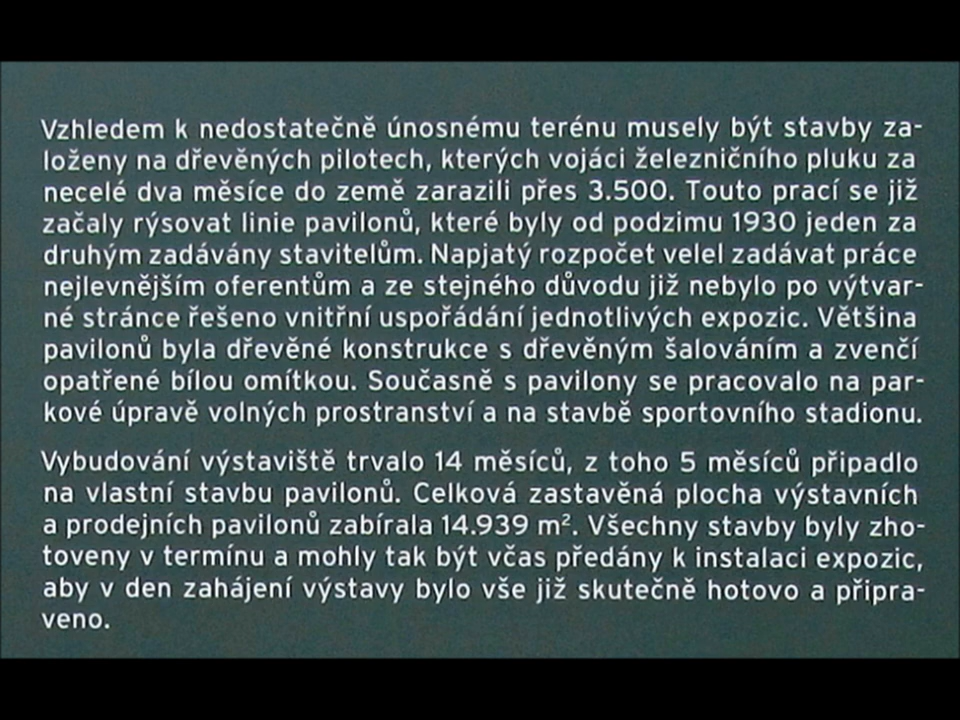 Vzhledem k nedostatečně únosnému terénu musely být stavby za-
loženy na dřevěných pilotech, kterých vojáci železničního pluku za
necelé dva měsíce do země zarazili přes 3.500. Touto prací se již
začaly rýsovat linie pavilonů, které byly od podzimu 1930 jeden za
druhým zadávány stavitelům. Napjatý rozpočet velel zadávat práce
nejlevnějším oferentům a ze stejného důvodu již nebylo po výtvar-
né stránce řešeno vnitřní uspořádání jednotlivých expozic. Většina
pavilonů byla dřevěné konstrukce s dřevěným šalováním a zvenčí
opatřené bílou omítkou. Současně s pavilony se pracovalo na par-
kové úpravě volných prostranství a na stavbě sportovního stadionu.
Vybudování výstaviště trvalo 14 měsíců, z toho 5 měsíců připadlo
na vlastní stavbu pavilonů. Celková zastavěná plocha výstavních
a prodejních pavilonů zabírala 14.939 m². Všechny stavby byly zho-
toveny v termínu a mohly tak být včas předány k instalaci expozic,
aby v den zahájení výstavy bylo vše již skutečně hotovo a připra-
veno.